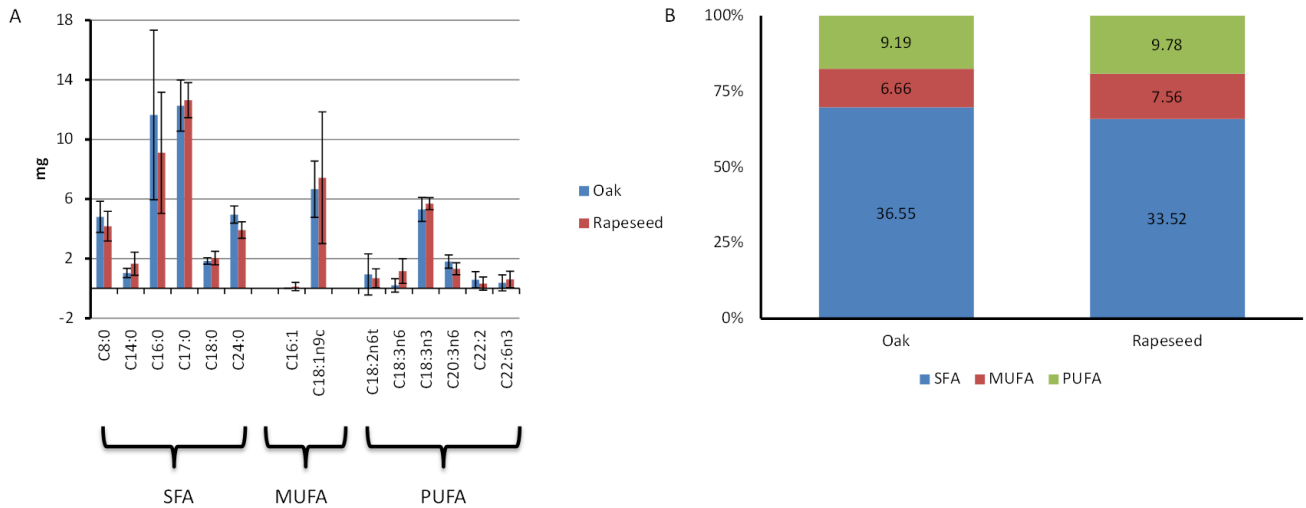 A
18
14
10
6
2
-2
mg
C8:0
C14:0
C16:0
C17:0
C18:0
C24:0
C16:1
C18:1n9c
C18:2n6t
C18:3n6
C18:3n3
C20:3n6
C22:2
C22:6n3
SFA
MUFA
PUFA
Oak
Rapeseed
B
100%
75%
50%
25%
0%
9.19
6.66
36.55
9.78
7.56
33.52
Oak
Rapeseed
SFA MUFA PUFA